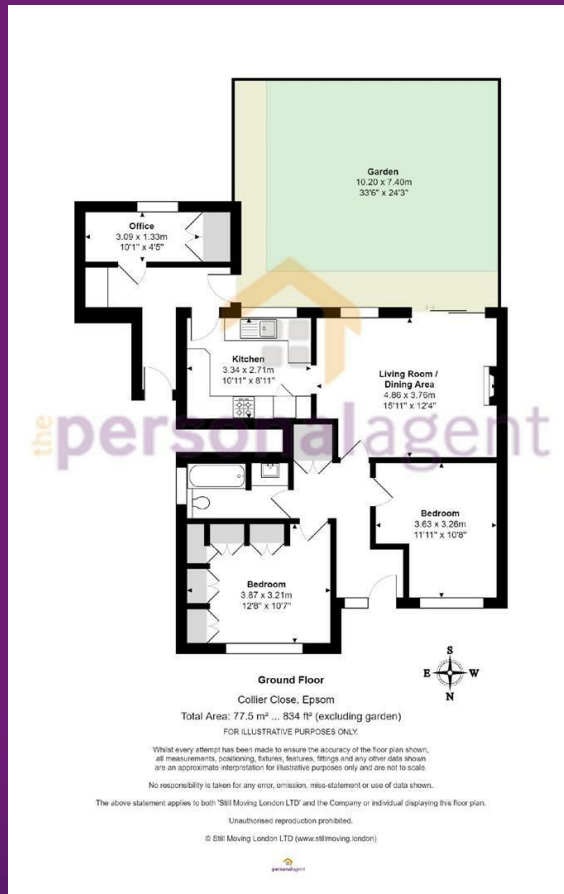 Garden
10.20 x 7.40m
33'6" x 24'3"
Office
3.09 x 1.33m
10'1" x 4'5"
Kitchen
3.34 x 2.71m
10'11" x 8'11"
Living Room /
Dining Area
4.86 x 3.76m
15'11" x 12'4"
thepersonalagent
Bedroom
3.63 x 3.26m
11'11" x 10'8"
Bedroom
3.87 x 3.21m
12'8" x 10'7"
S
E W
N
Ground Floor
Collier Close, Epsom
Total Area: 77.5 m² ... 834 ft² (excluding garden)
FOR ILLUSTRATIVE PURPOSES ONLY.
Whilst every attempt has been made to ensure the accuracy of the floor plan shown,
all measurements, positioning, fixtures, features, fittings and any other data shown
are an approximate interpretation for illustrative purposes only and are not to scale.
No responsibility is taken for any error, omission, miss-statement or use of data shown.
The above statement applies to both 'Still Moving London LTD' and the Company or individual displaying this floor plan.
Unauthorised reproduction prohibited.
© Still Moving London LTD (www.stillmoving.london)
personalagent